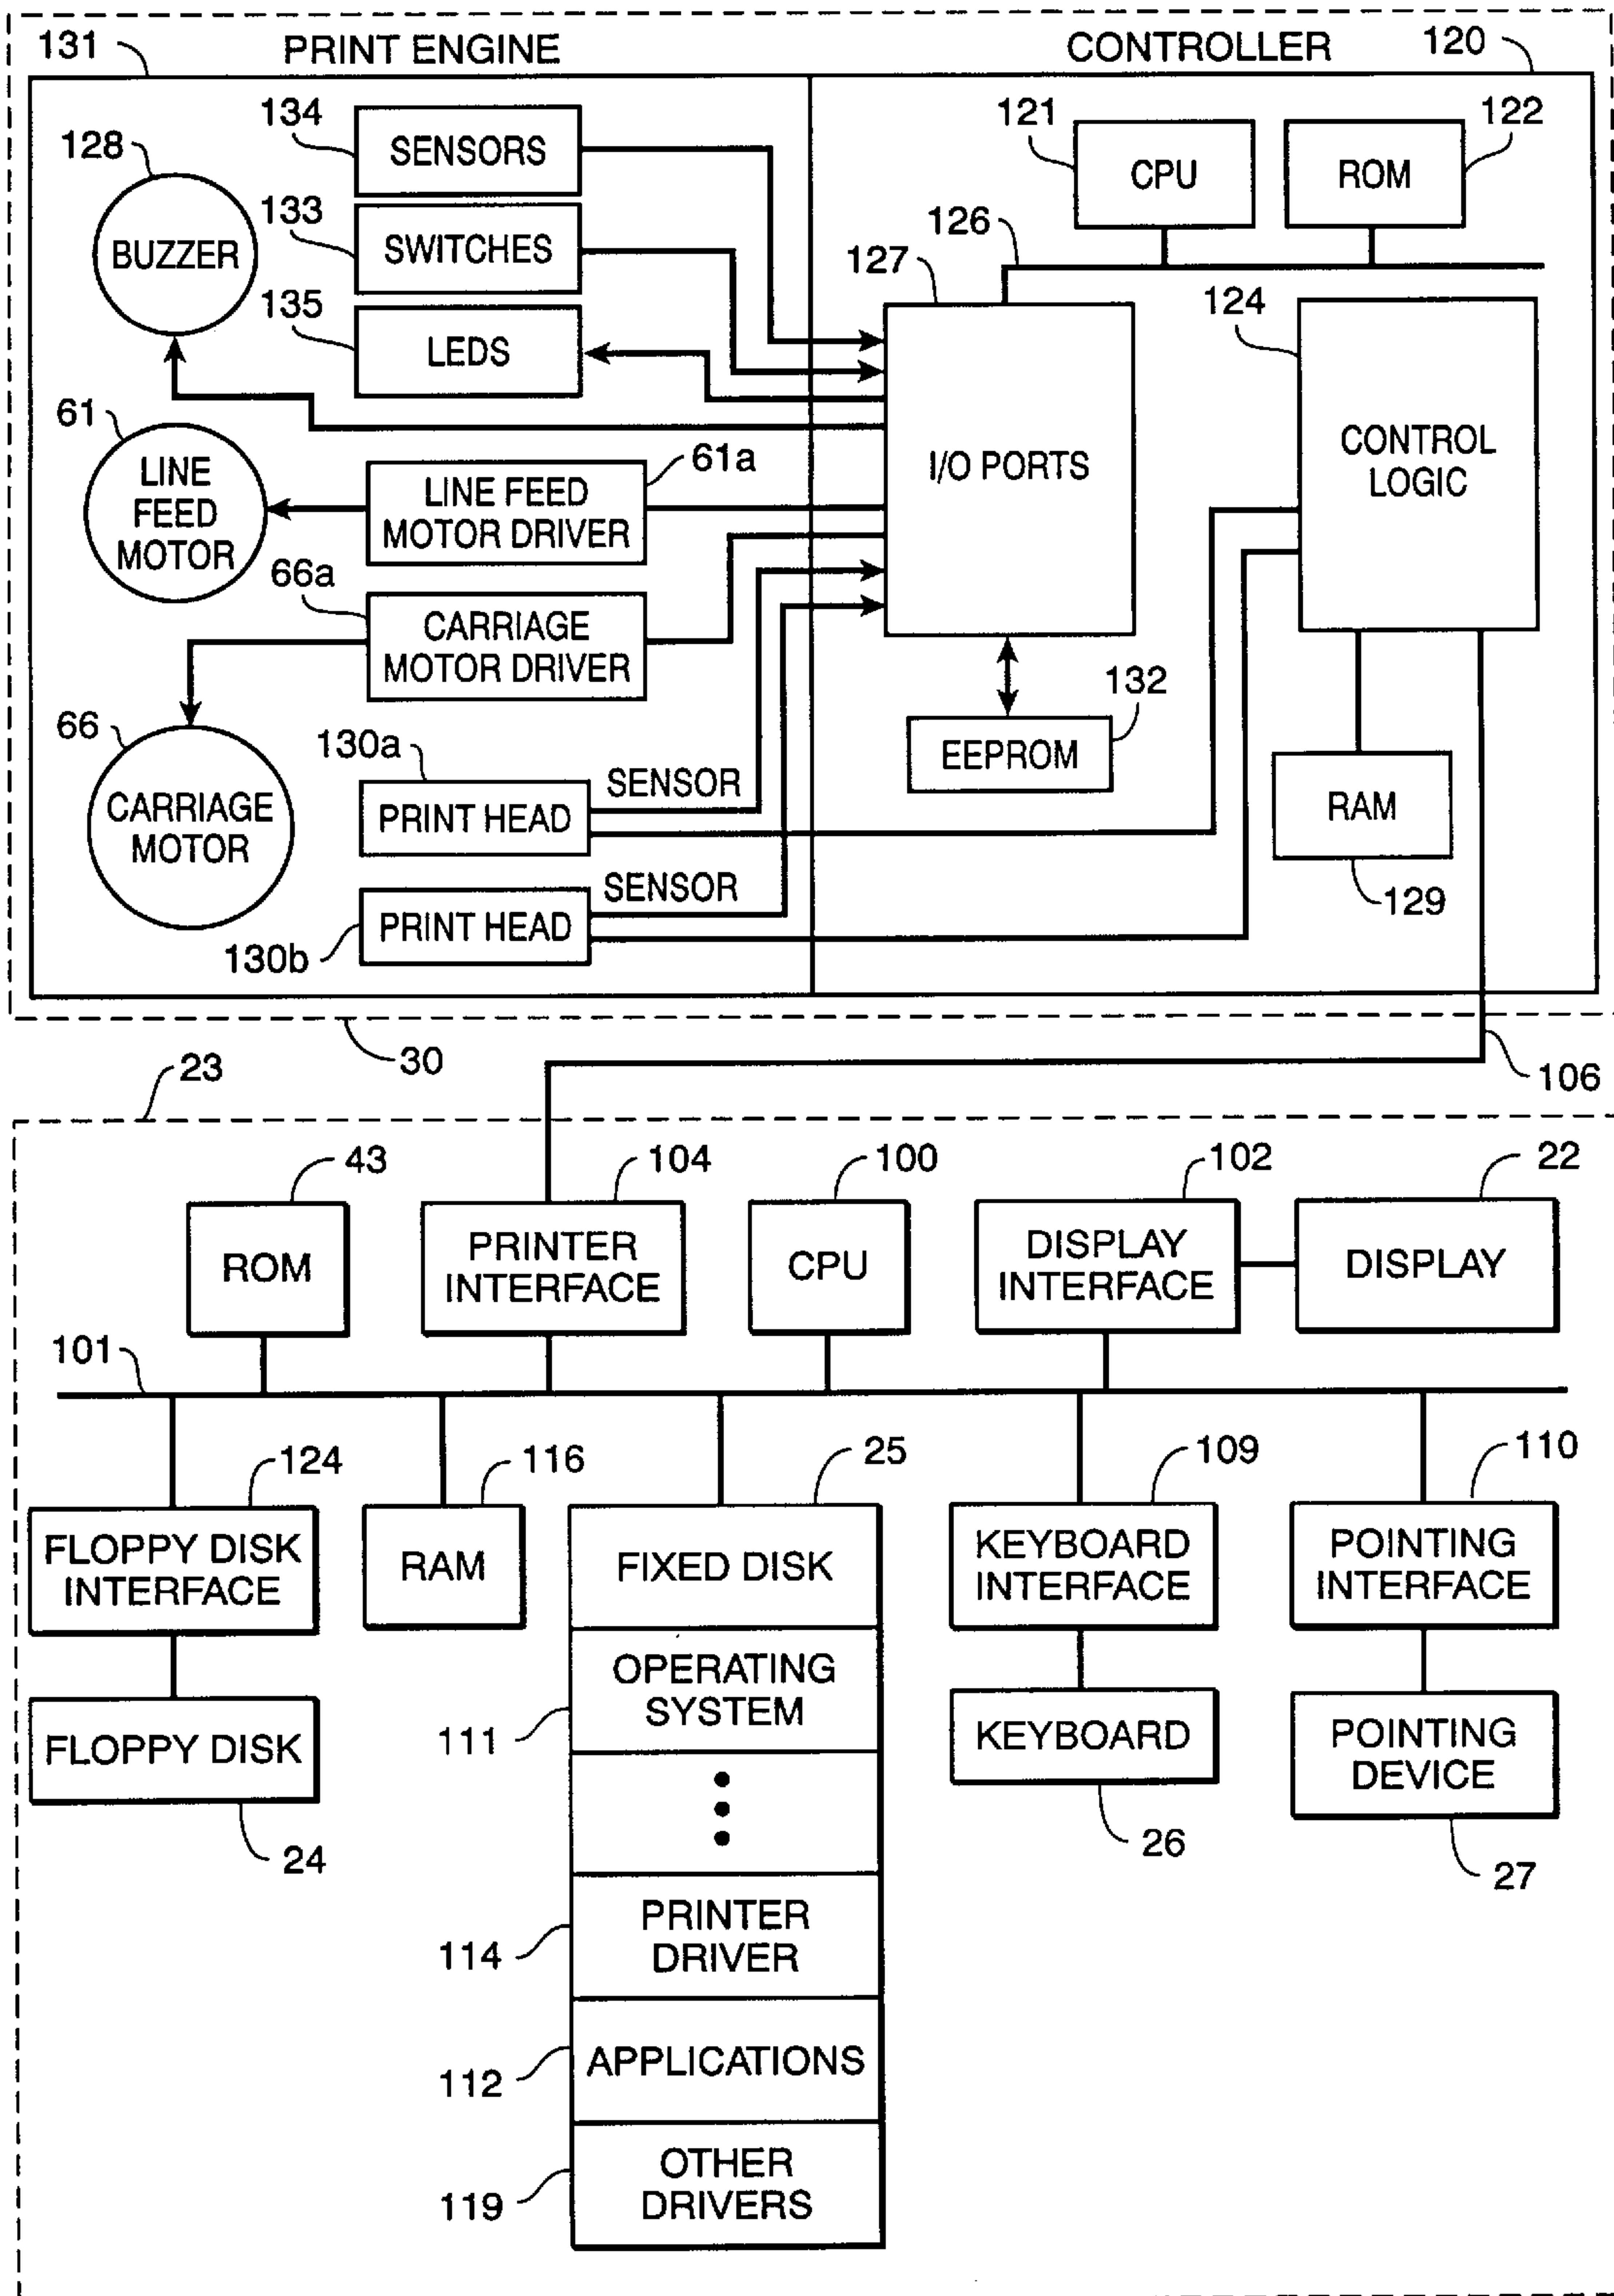 131
PRINT ENGINE
CONTROLLER
120
134
SENSORS
128
BUZZER
133
SWITCHES
135
LEDS
121
CPU
122
ROM
126
127
I/O PORTS
124
CONTROL
LOGIC
61
LINE
FEED
MOTOR
61a
LINE FEED
MOTOR DRIVER
66a
CARRIAGE
MOTOR DRIVER
66
CARRIAGE
MOTOR
130a
PRINT HEAD
SENSOR
130b
PRINT HEAD
SENSOR
132
EEPROM
RAM
129
30
106
23
43
ROM
104
PRINTER
INTERFACE
100
CPU
102
DISPLAY
INTERFACE
22
DISPLAY
101
124
FLOPPY DISK
INTERFACE
FLOPPY DISK
24
116
RAM
25
FIXED DISK
OPERATING
SYSTEM
111
PRINTER
DRIVER
114
APPLICATIONS
112
OTHER
DRIVERS
119
109
KEYBOARD
INTERFACE
KEYBOARD
26
110
POINTING
INTERFACE
POINTING
DEVICE
27